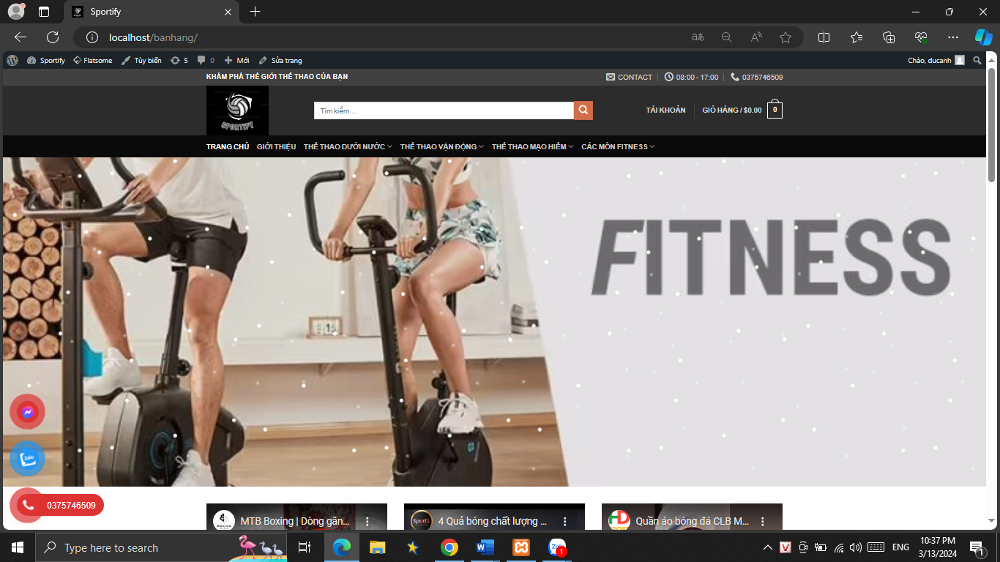 Sportify
localhost/banhang/
Sportify Flatsome Tùy biến 5 0 Mới Sửa trang Chào, ducanh
KHÁM PHÁ THẾ GIỚI THỂ THAO CỦA BẠN CONTACT 08:00 - 17:00 0375746509
SPORTIFY
Tìm kiếm...
TÀI KHOẢN GIỎ HÀNG / $0.00 0
TRANG CHỦ GIỚI THIỆU THỂ THAO DƯỚI NƯỚC THỂ THAO VẬN ĐỘNG THỂ THAO MẠO HIỂM CÁC MÔN FITNESS
FITNESS
15
Zalo
0375746509
MTB Boxing | Dòng găn...
4 Quả bóng chất lượng ...
Quần áo bóng đá CLB M...
Type here to search
Zalo 1
ENG
10:37 PM
3/13/2024
1